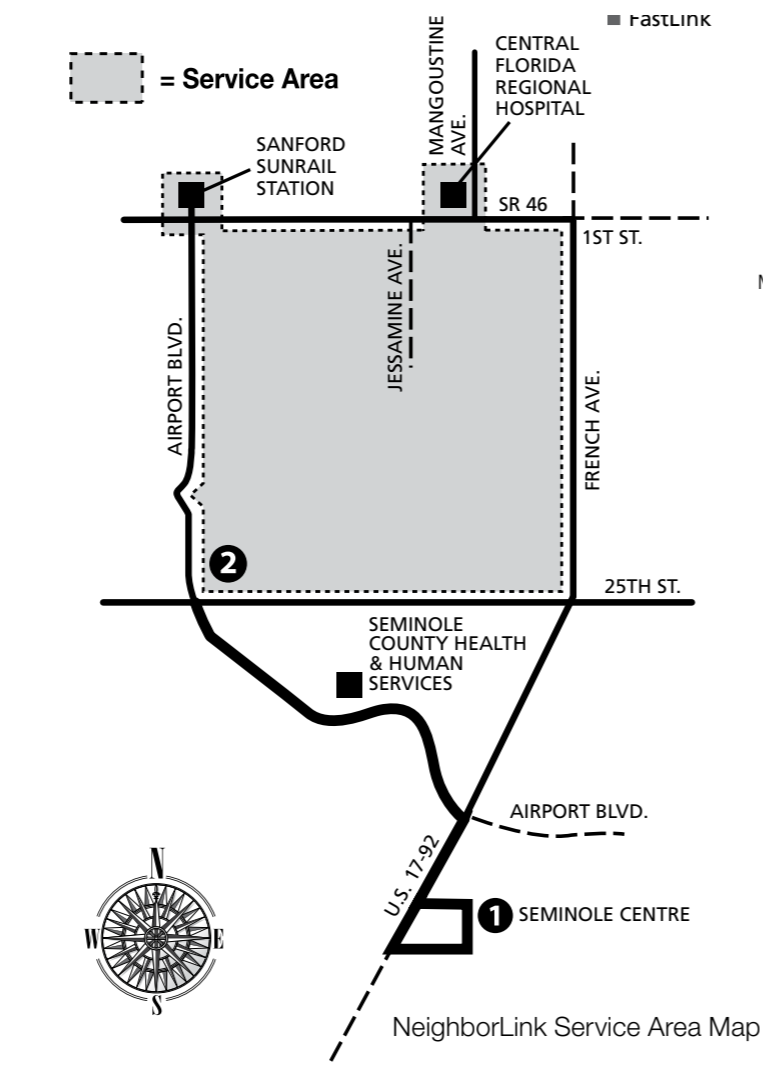 FastLink
= Service Area
MANGOUSTINE
AVE.
CENTRAL
FLORIDA
REGIONAL
HOSPITAL
SANFORD
SUNRAIL
STATION
SR 46
1ST ST.
JESSAMINE AVE.
AIRPORT BLVD.
FRENCH AVE.
2
25TH ST.
SEMINOLE
COUNTY HEALTH
& HUMAN
SERVICES
AIRPORT BLVD.
U.S. 17-92
1 SEMINOLE CENTRE
N
W E
S
NeighborLink Service Area Map